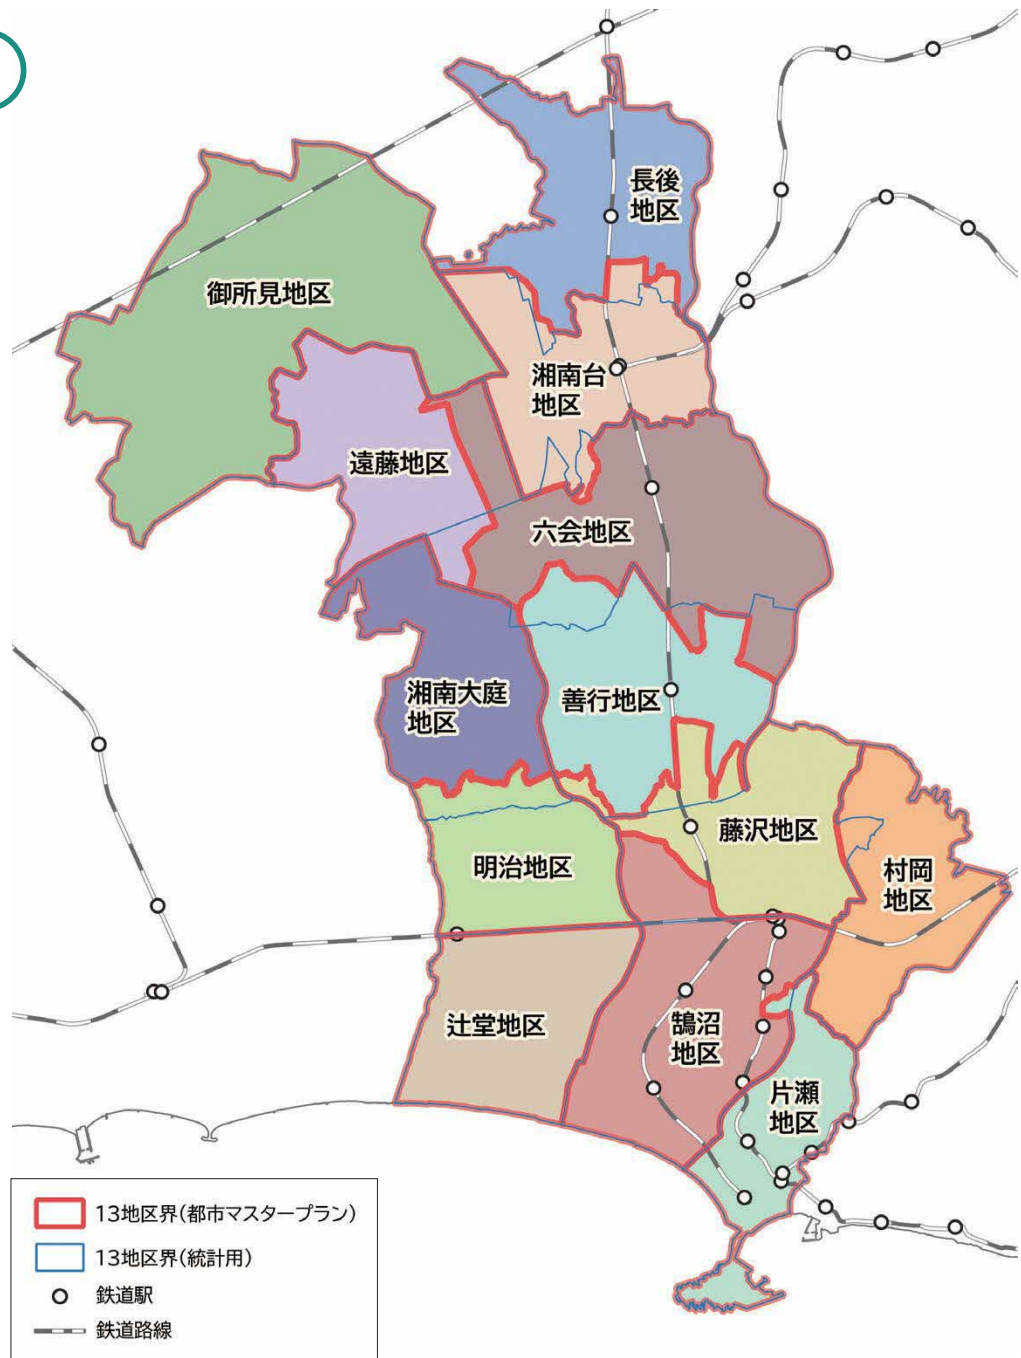 長後
地区
御所見地区
湘南台
地区
遠藤地区
六会地区
湘南大庭
地区
善行地区
藤沢地区
明治地区
村岡
地区
辻堂地区
鵠沼
地区
片瀬
地区
13地区界(都市マスタープラン)
13地区界(統計用)
鉄道駅
鉄道路線